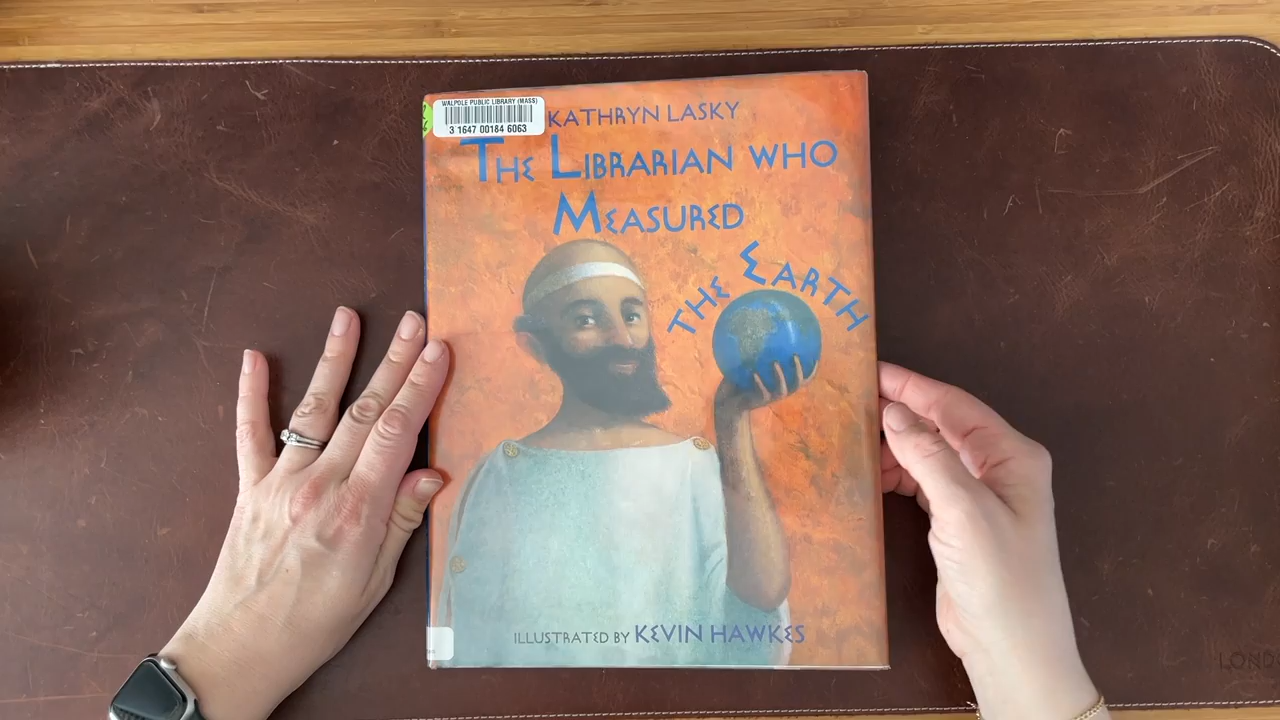 WALPOLE PUBLIC LIBRARY (MASS)
3 1647 00184 6063
KATHRYN LASKY
THE LIBRARIAN WHO
MEASURED
THE EARTH
ILLUSTRATED BY KEVIN HAWKES
LOND